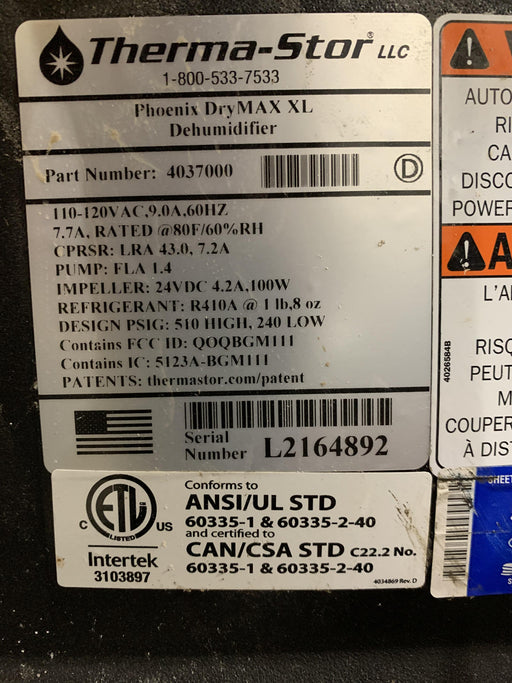 Therma-Stor® LLC
1-800-533-7533
Phoenix DryMAX XL
Dehumidifier
Part Number: 4037000
D
110-120VAC,9.0A,60HZ
7.7A, RATED @80F/60%RH
CPRSR: LRA 43.0, 7.2A
PUMP: FLA 1.4
IMPELLER: 24VDC 4.2A,100W
REFRIGERANT: R410A @ 1 lb,8 oz
DESIGN PSIG: 510 HIGH, 240 LOW
Contains FCC ID: QOQBGM111
Contains IC: 5123A-BGM111
PATENTS: thermastor.com/patent
Serial
Number L2164892
C ETL US
LISTED
Intertek
3103897
Conforms to
ANSI/UL STD
60335-1 & 60335-2-40
and certified to
CAN/CSA STD C22.2 No.
60335-1 & 60335-2-40
4034869 Rev. D
AUTO
RI
CA
DISCO
POWER
A
L'A
RISQ
PEUT
M
COUPER
À DIST
4026584B
SHEET